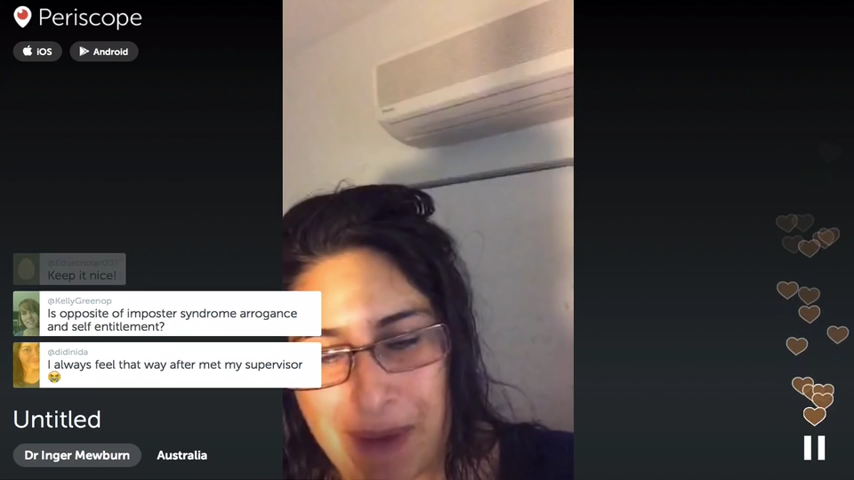 Periscope
iOS
Android
Keep it nice!
@KellyGreenop
Is opposite of imposter syndrome arrogance
and self entitlement?
@didinida
I always feel that way after met my supervisor
Untitled
Dr Inger Mewburn
Australia